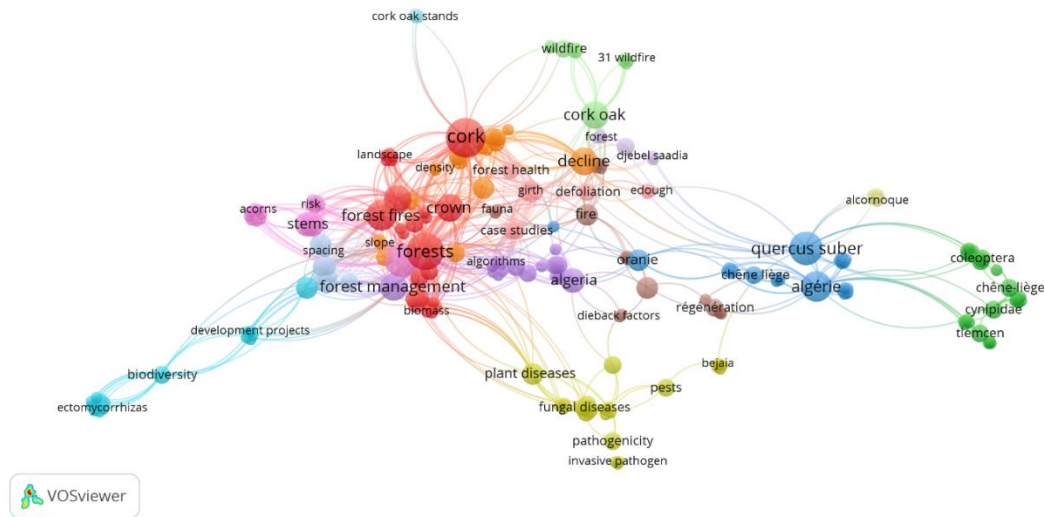 cork oak stands
wildfire
31 wildfire
cork oak
cork
forest
landscape
decline
djebel saadia
density
forest health
girth
defoliation
edough
alcornoque
acorns
risk
crown
fauna
stems
forest fires
fire
case studies
slope
forests
quercus suber
spacing
algorithms
oranie
coleoptera
chêne liège
algeria
forest management
algérie
chêne-liège
biomass
régénération
cynipidae
dieback factors
development projects
tlemcen
plant diseases
bejaia
biodiversity
pests
ectomycorrhizas
fungal diseases
pathogenicity
invasive pathogen
VOSviewer